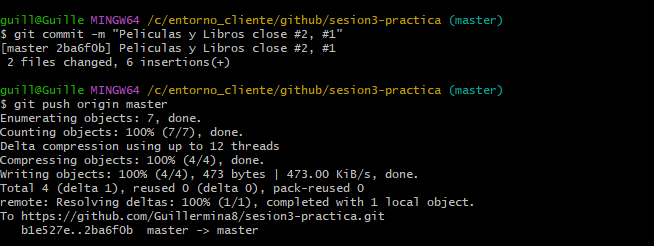 guill@Guille MINGW64 /c/entorno_cliente/github/sesion3-practica (master)
$ git commit -m "Peliculas y Libros close #2, #1"
[master 2ba6f0b] Peliculas y Libros close #2, #1
 2 files changed, 6 insertions(+)

guill@Guille MINGW64 /c/entorno_cliente/github/sesion3-practica (master)
$ git push origin master
Enumerating objects: 7, done.
Counting objects: 100% (7/7), done.
Delta compression using up to 12 threads
Compressing objects: 100% (4/4), done.
Writing objects: 100% (4/4), 473 bytes | 473.00 KiB/s, done.
Total 4 (delta 1), reused 0 (delta 0), pack-reused 0
remote: Resolving deltas: 100% (1/1), completed with 1 local object.
To https://github.com/Guillermina8/sesion3-practica.git
   b1e527e..2ba6f0b  master -> master